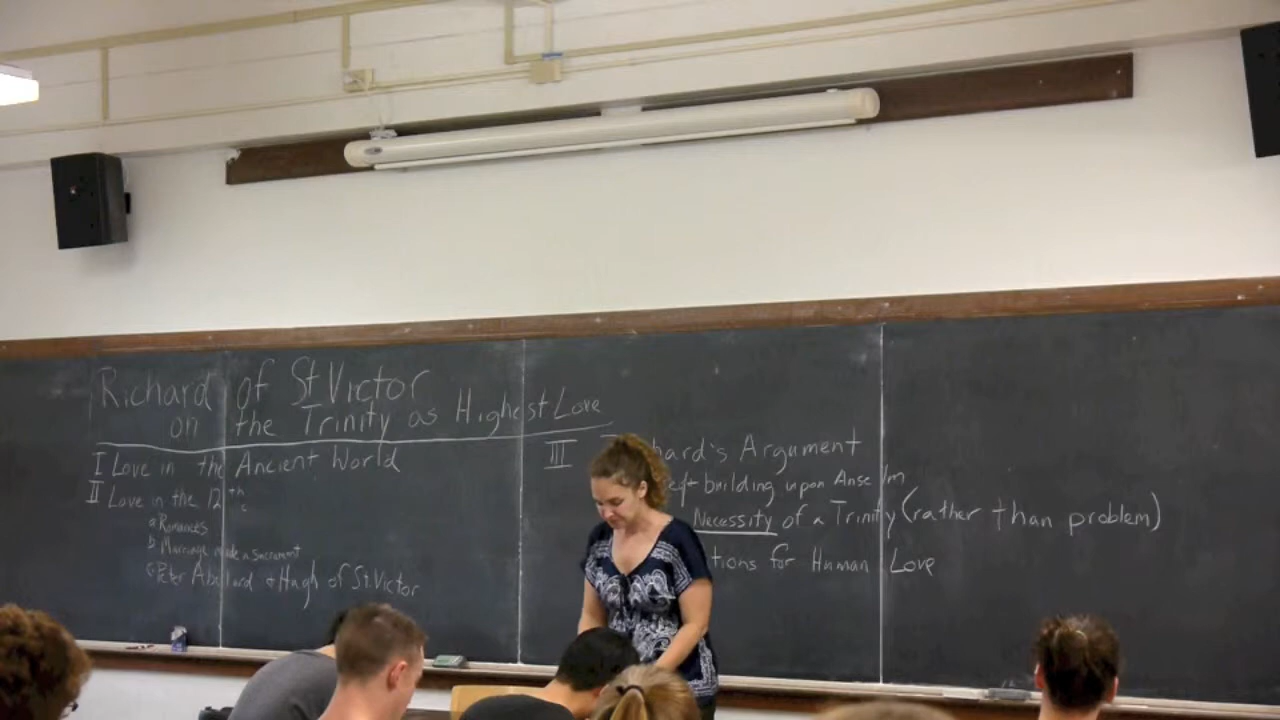 Richard of St Victor
on the Trinity as Highest Love
I Love in the Ancient World
II Love in the 12th c
a Romances
b Marriage made a Sacrament
c Peter Abelard + Hugh of St. Victor
III hard's Argument
building upon Anselm
Necessity of a Trinity (rather than problem)
tions for Human Love